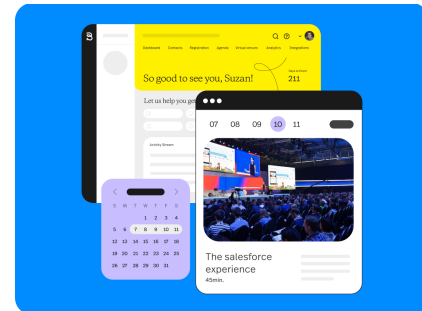 Dashboard Contacts Registration Agenda Virtual venues Analytics Integrations
So good to see you, Suzan!
211
Let us help you get
Activity Stream
07 08 09 10 11
The salesforce
experience
45min.
S M T W T F S
1 2 3 4
5 6 7 8 9 10 11
12 13 14 15 16 17 18
19 20 21 22 23 24 25
26 27 28 29 30 31